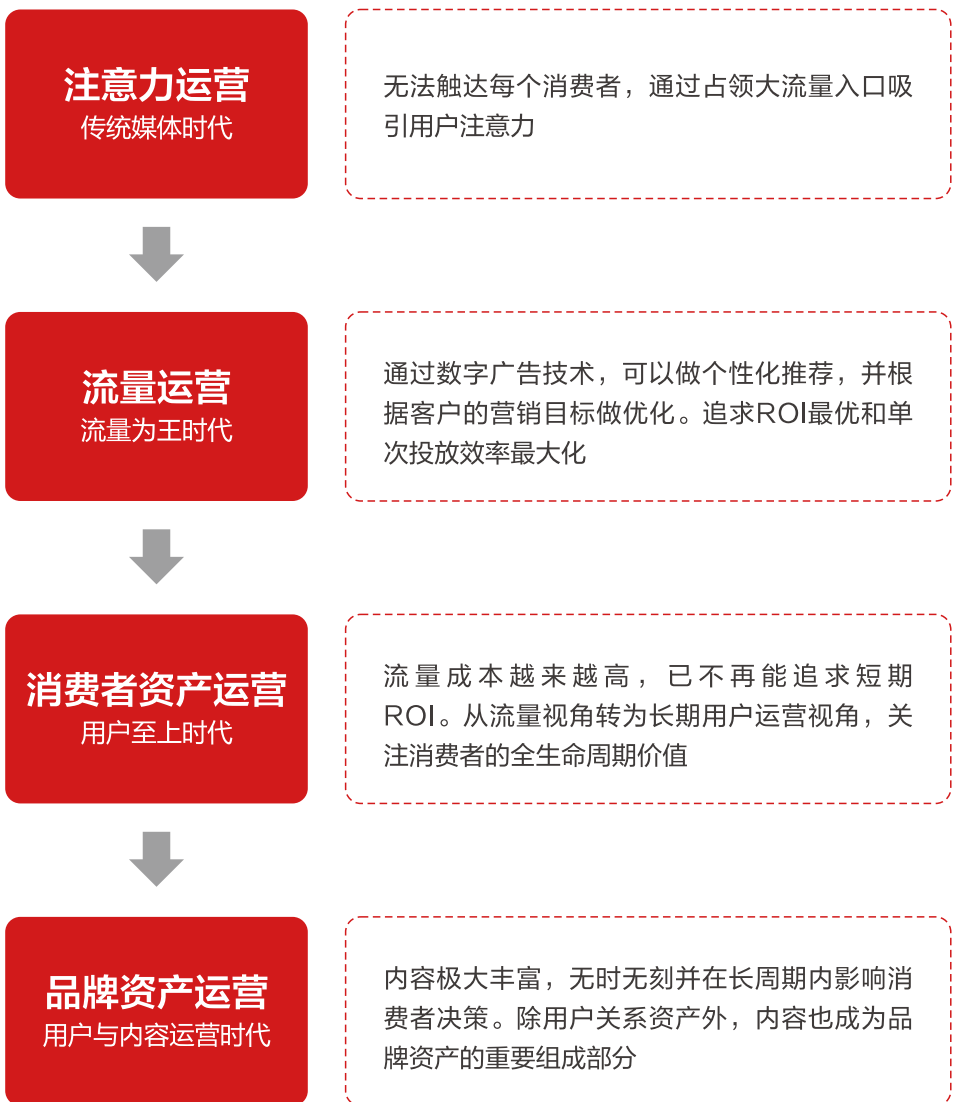 注意力运营
传统媒体时代
无法触达每个消费者，通过占领大流量入口吸
引用户注意力
流量运营
流量为王时代
通过数字广告技术，可以做个性化推荐，并根
据客户的营销目标做优化。追求ROI最优和单
次投放效率最大化
消费者资产运营
用户至上时代
流量成本越来越高，已不再能追求短期
ROI。从流量视角转为长期用户运营视角，关
注消费者的全生命周期价值
品牌资产运营
用户与内容运营时代
内容极大丰富，无时无刻并在长周期内影响消
费者决策。除用户关系资产外，内容也成为品
牌资产的重要组成部分